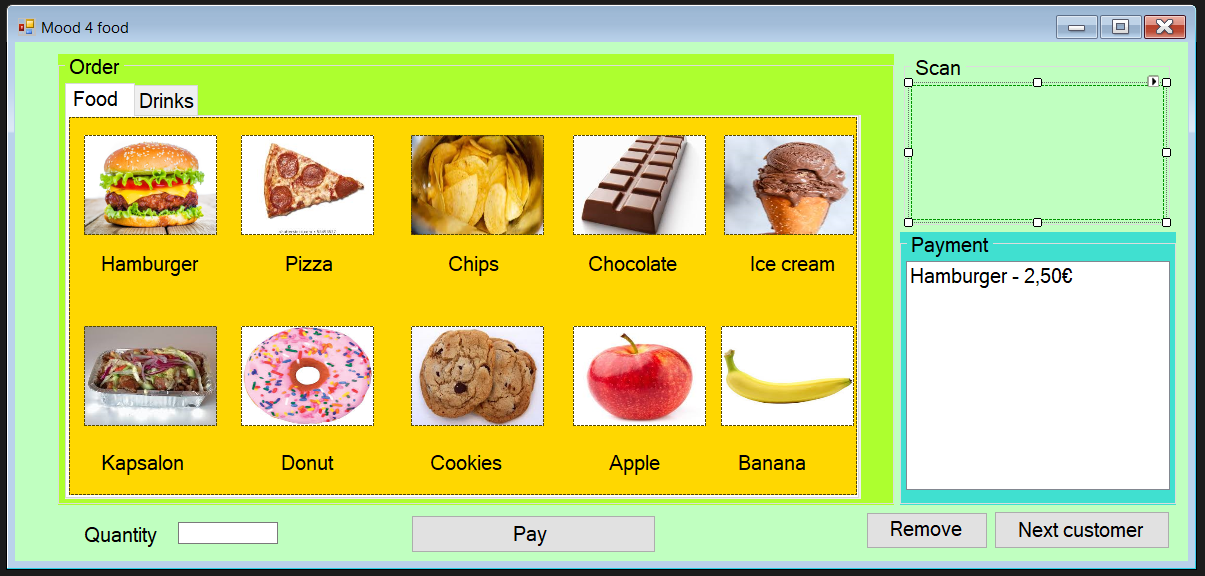 Mood 4 food
Order
Scan
Food
Drinks
Hamburger
Pizza
Chips
Chocolate
Ice cream
Kapsalon
Donut
Cookies
Apple
Banana
Payment
Hamburger - 2,50€
Quantity
Pay
Remove
Next customer